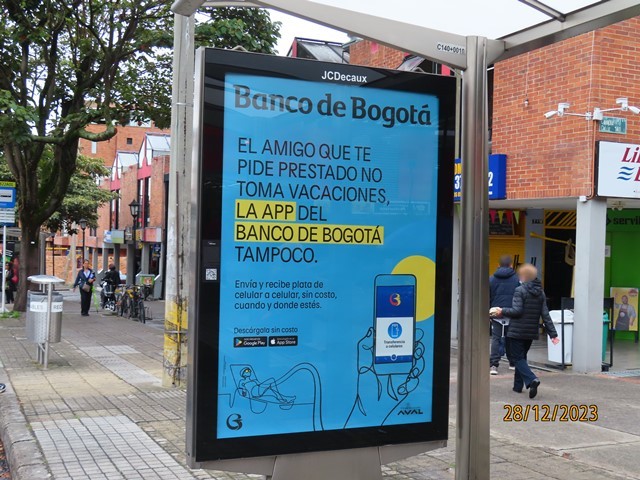 C140+0010
JCDecaux
Banco de Bogotá
EL AMIGO QUE TE
PIDE PRESTADO NO
TOMA VACACIONES,
LA APP DEL
BANCO DE BOGOTÁ
TAMPOCO.
Envía y recibe plata de
celular a celular, sin costo,
cuando y donde estés.
Descárgala sin costo
Google Play
App Store
Transferencia
a celulares
AVAL
28/12/2023